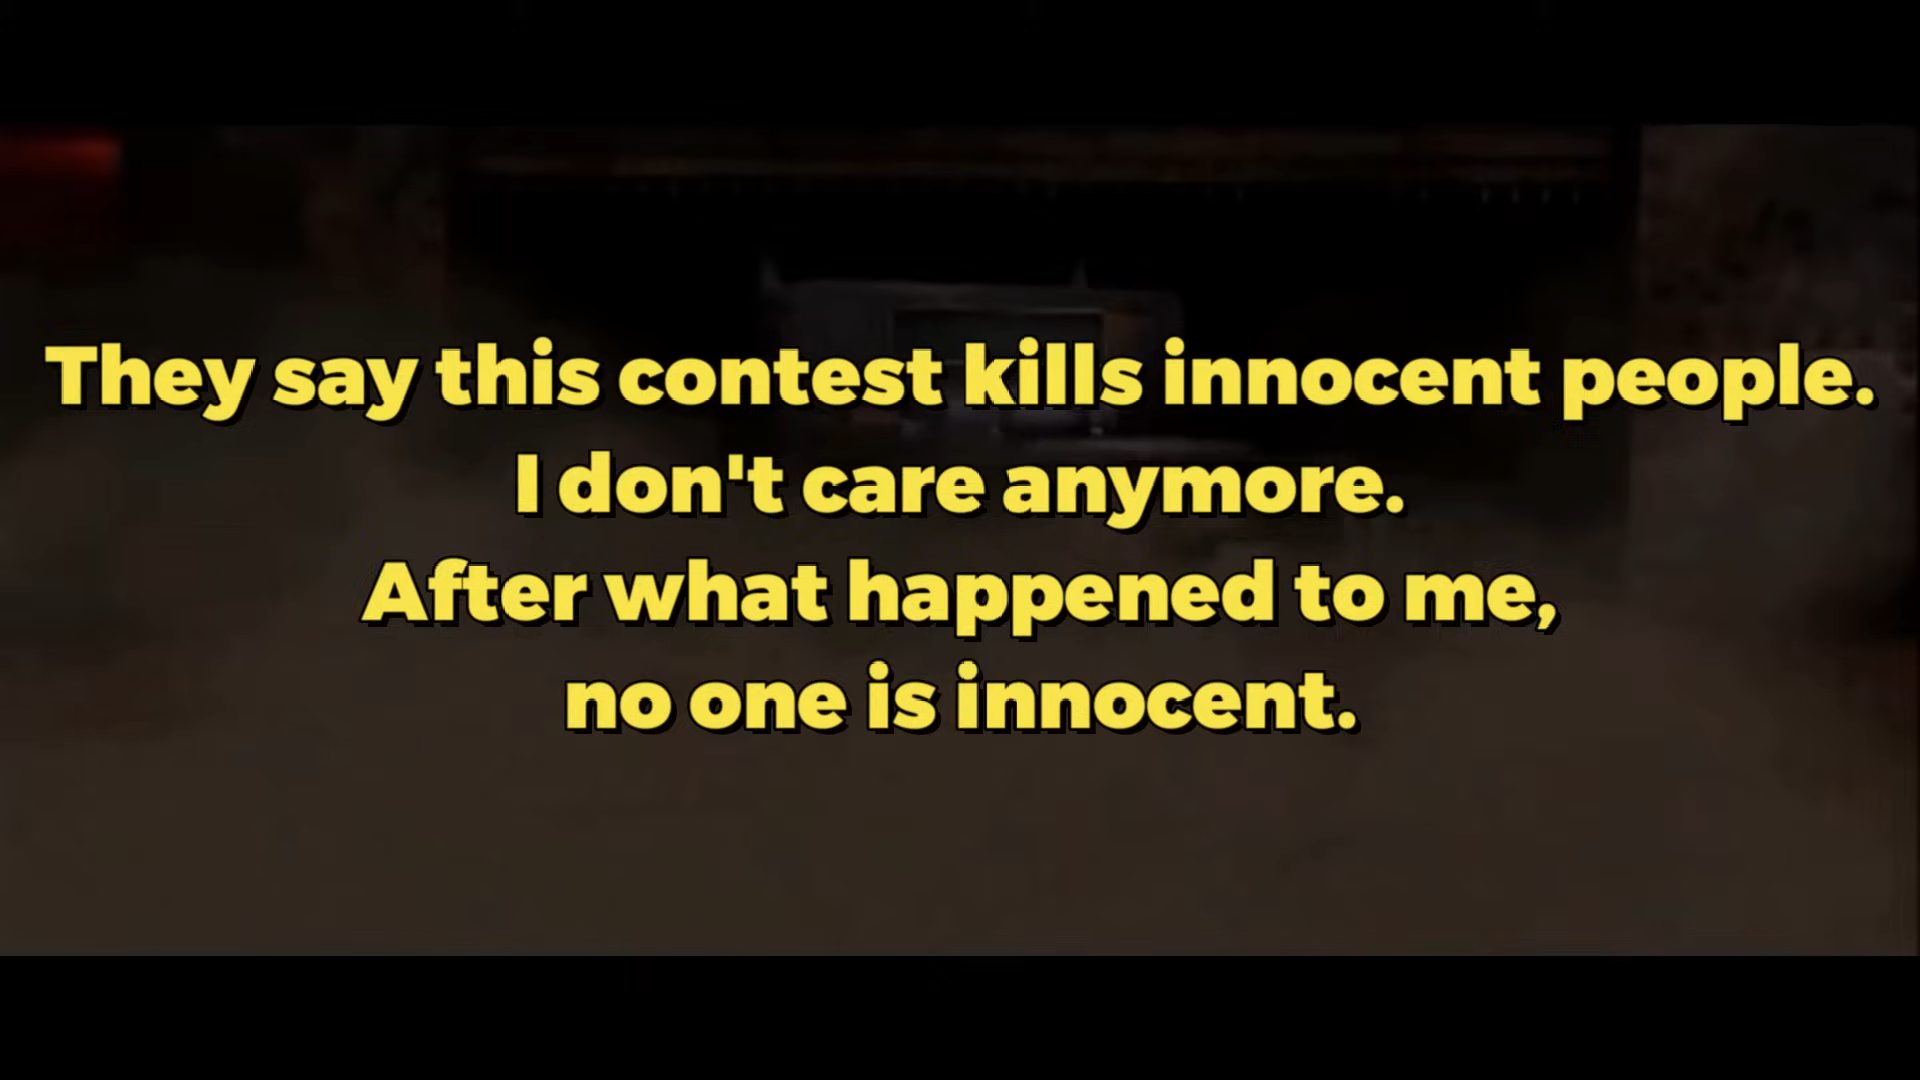 They say this contest kills innocent people.
I don't care anymore.
After what happened to me,
no one is innocent.